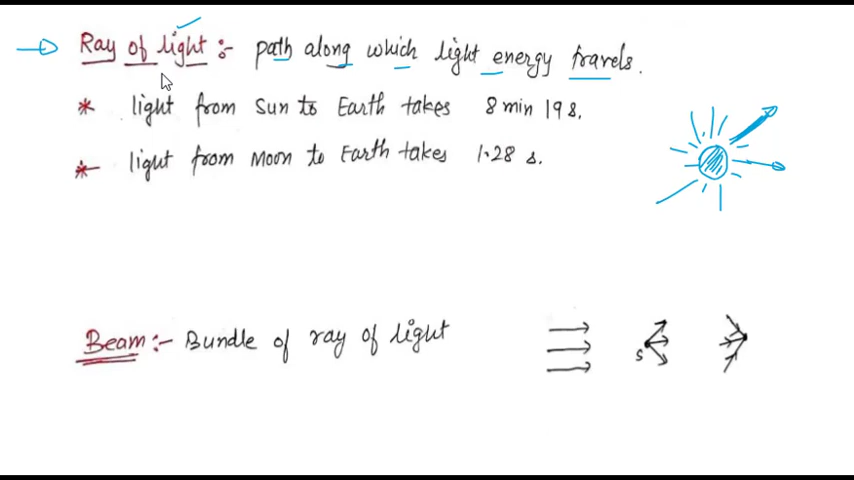 Ray of light :- path along which light energy travels.
* light from Sun to Earth takes 8 min 19 s.
* light from Moon to Earth takes 1.28 s.
Beam :- Bundle of ray of light
S